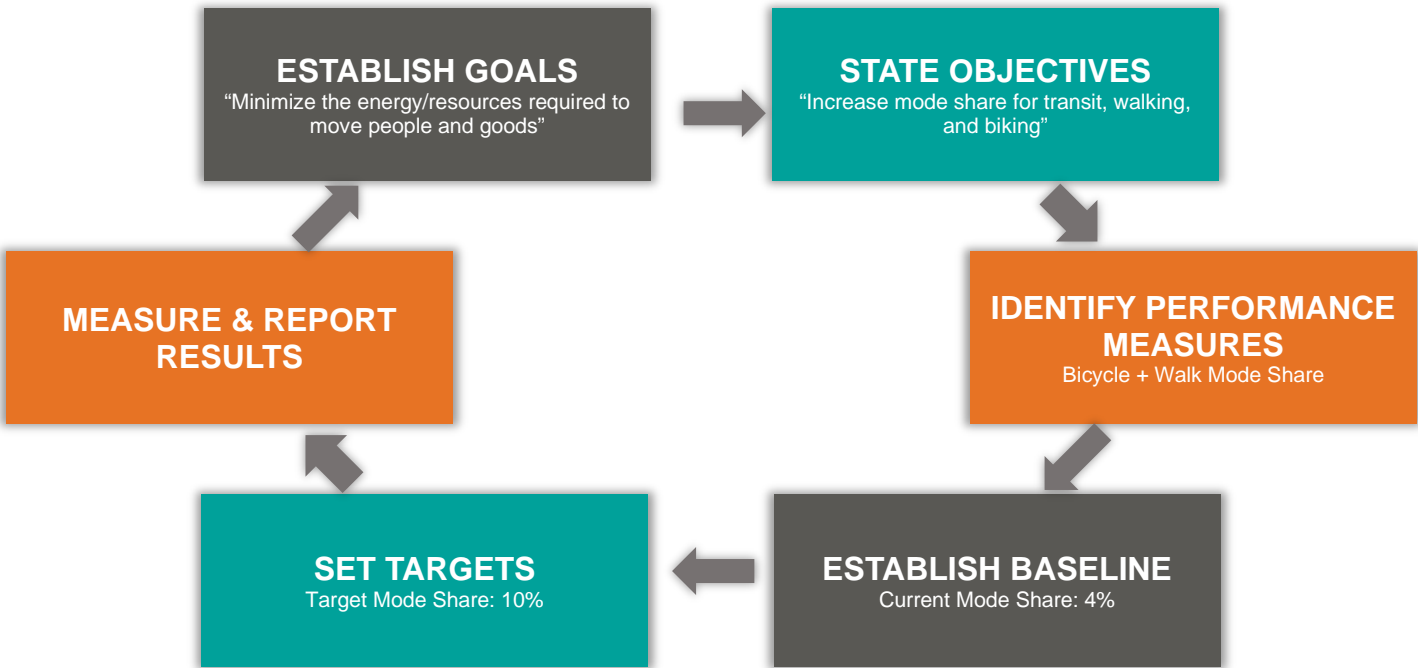 ESTABLISH GOALS
“Minimize the energy/resources required to
move people and goods”
STATE OBJECTIVES
“Increase mode share for transit, walking,
and biking”
IDENTIFY PERFORMANCE
MEASURES
Bicycle + Walk Mode Share
ESTABLISH BASELINE
Current Mode Share: 4%
SET TARGETS
Target Mode Share: 10%
MEASURE & REPORT
RESULTS